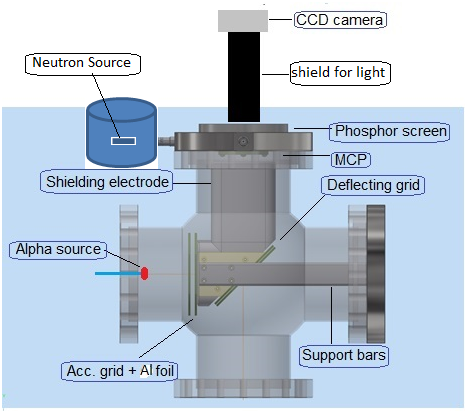 CCD camera
Neutron Source
shield for light
Phosphor screen
MCP
Shielding electrode
Deflecting grid
Alpha source
Support bars
Acc. grid + Al foil